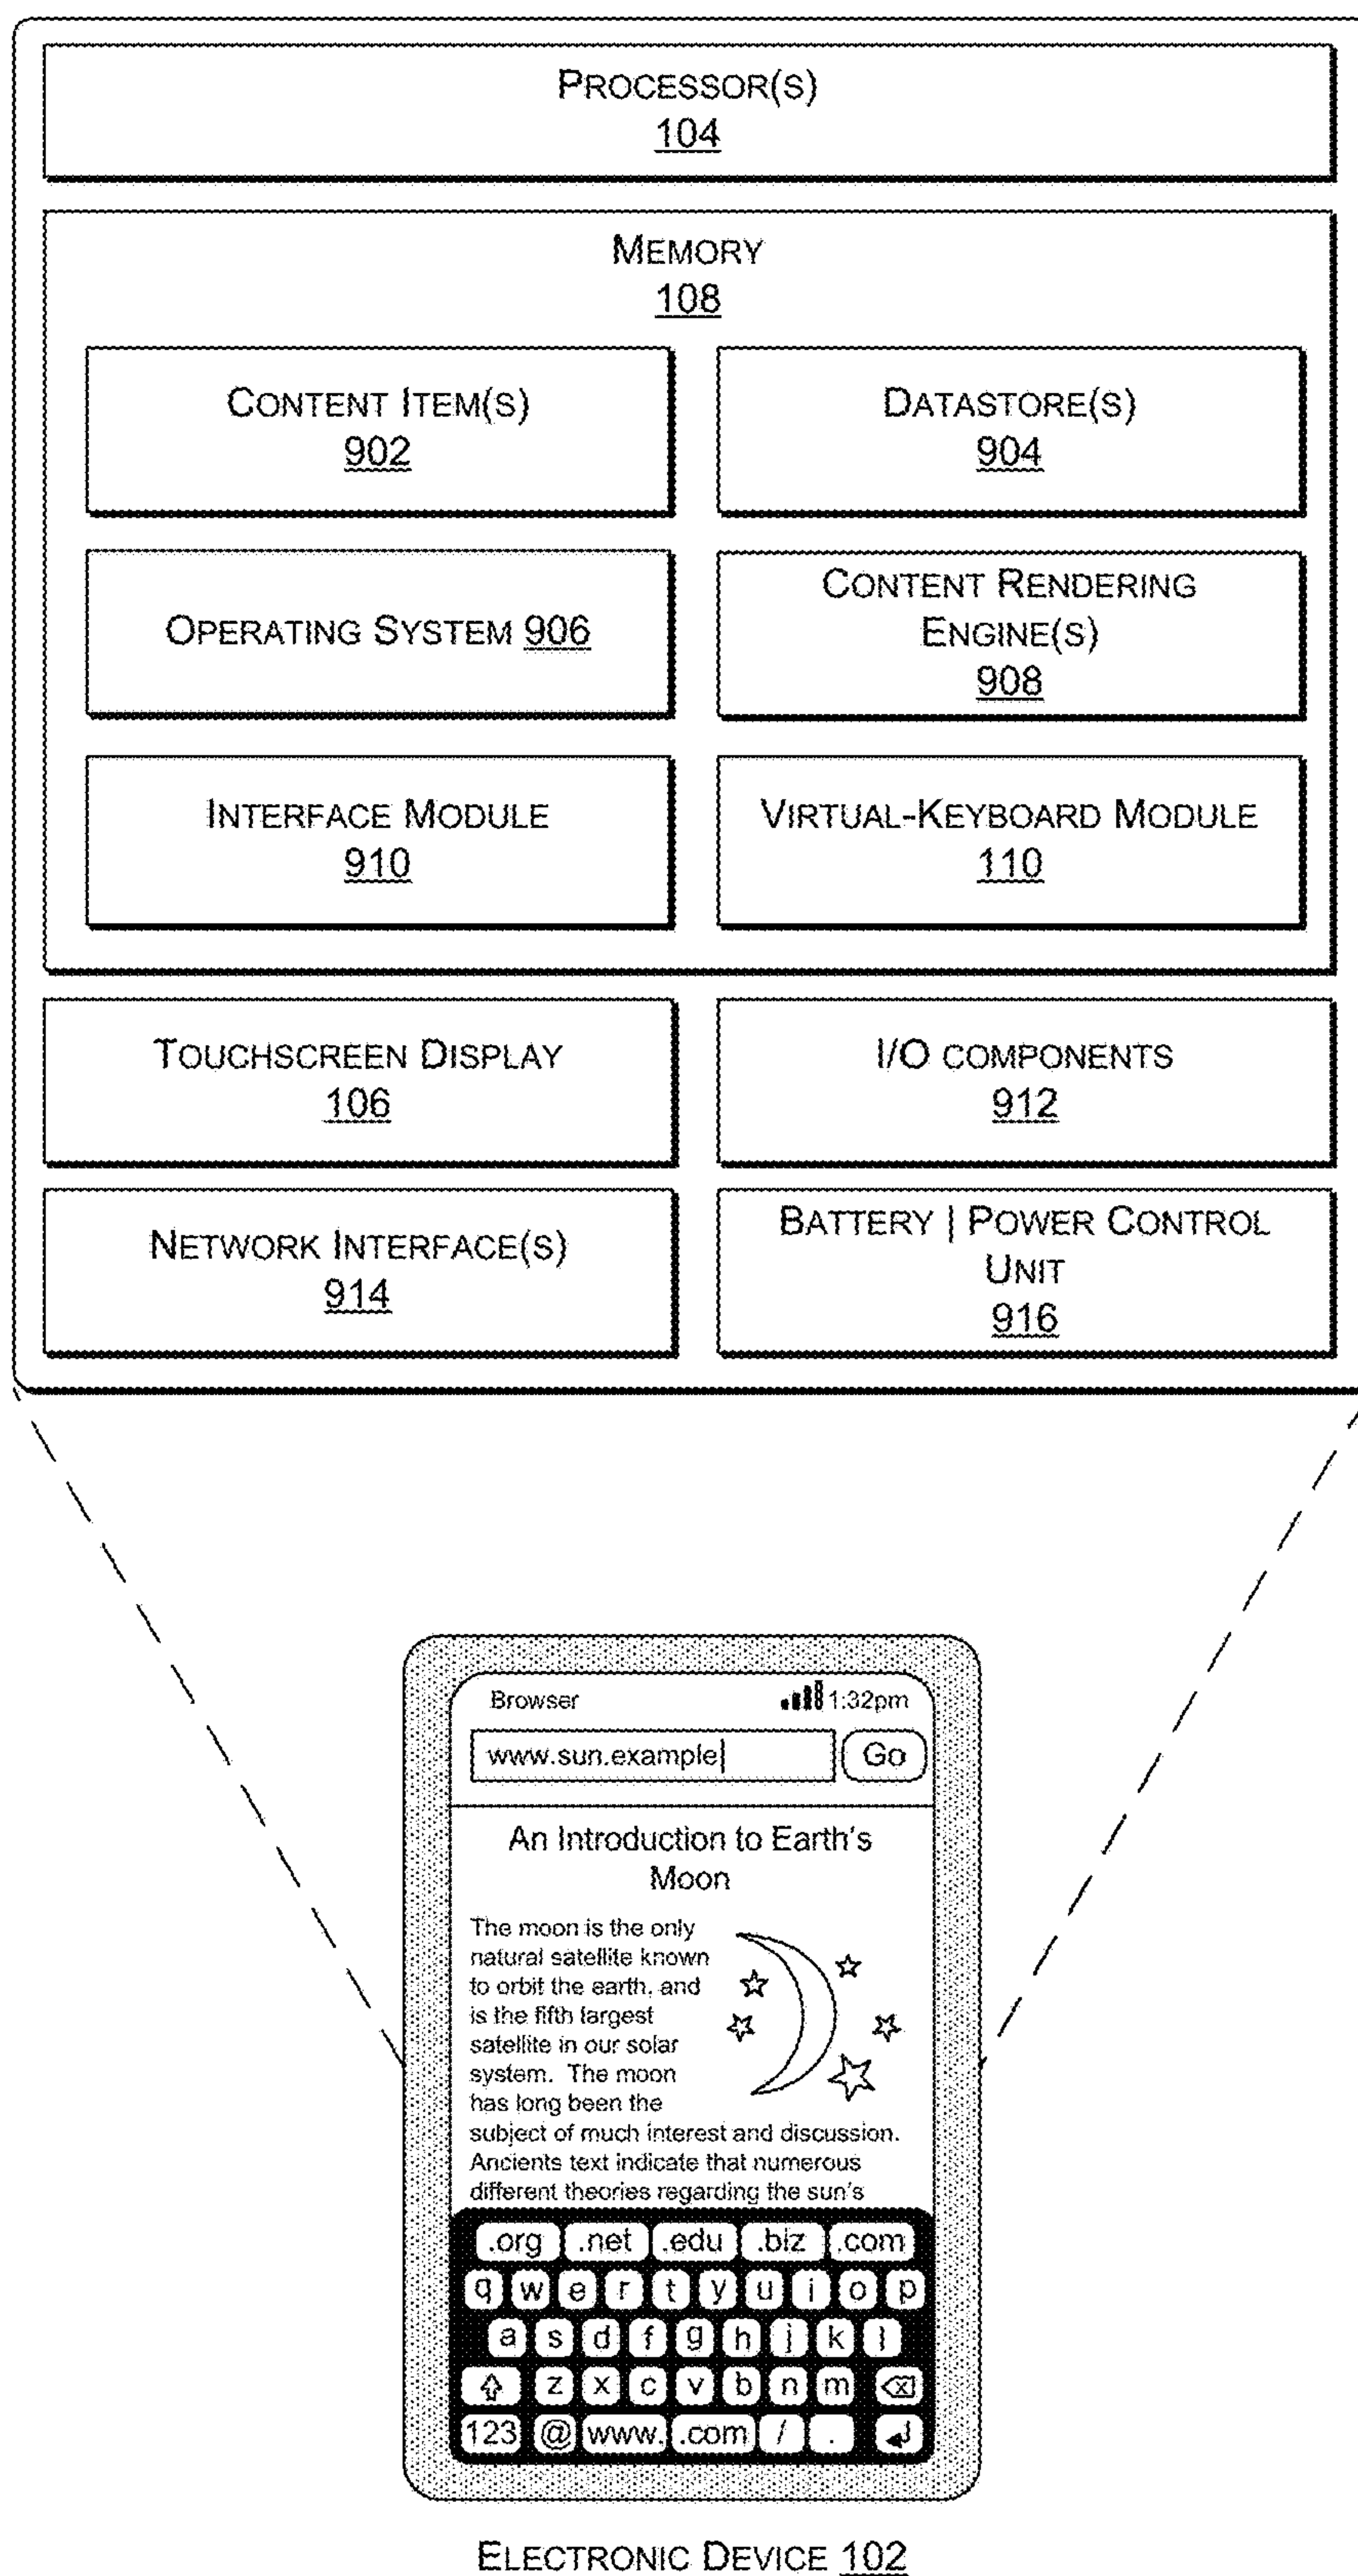 PROCESSOR(S)
104
MEMORY
108
CONTENT ITEM(S)
902
DATASTORE(S)
904
OPERATING SYSTEM 906
CONTENT RENDERING
ENGINE(S)
908
INTERFACE MODULE
910
VIRTUAL-KEYBOARD MODULE
110
TOUCHSCREEN DISPLAY
106
I/O COMPONENTS
912
NETWORK INTERFACE(S)
914
BATTERY | POWER CONTROL
UNIT
916
Browser 1:32pm
www.sun.example Go
An Introduction to Earth's
Moon
The moon is the only
natural satellite known
to orbit the earth, and
is the fifth largest
satellite in our solar
system. The moon
has long been the
subject of much interest and discussion.
Ancients text indicate that numerous
different theories regarding the sun's
.org .net .edu .biz .com
q w e r t y u i o p
a s d f g h j k l
z x c v b n m
123 @ www. .com / .
ELECTRONIC DEVICE 102